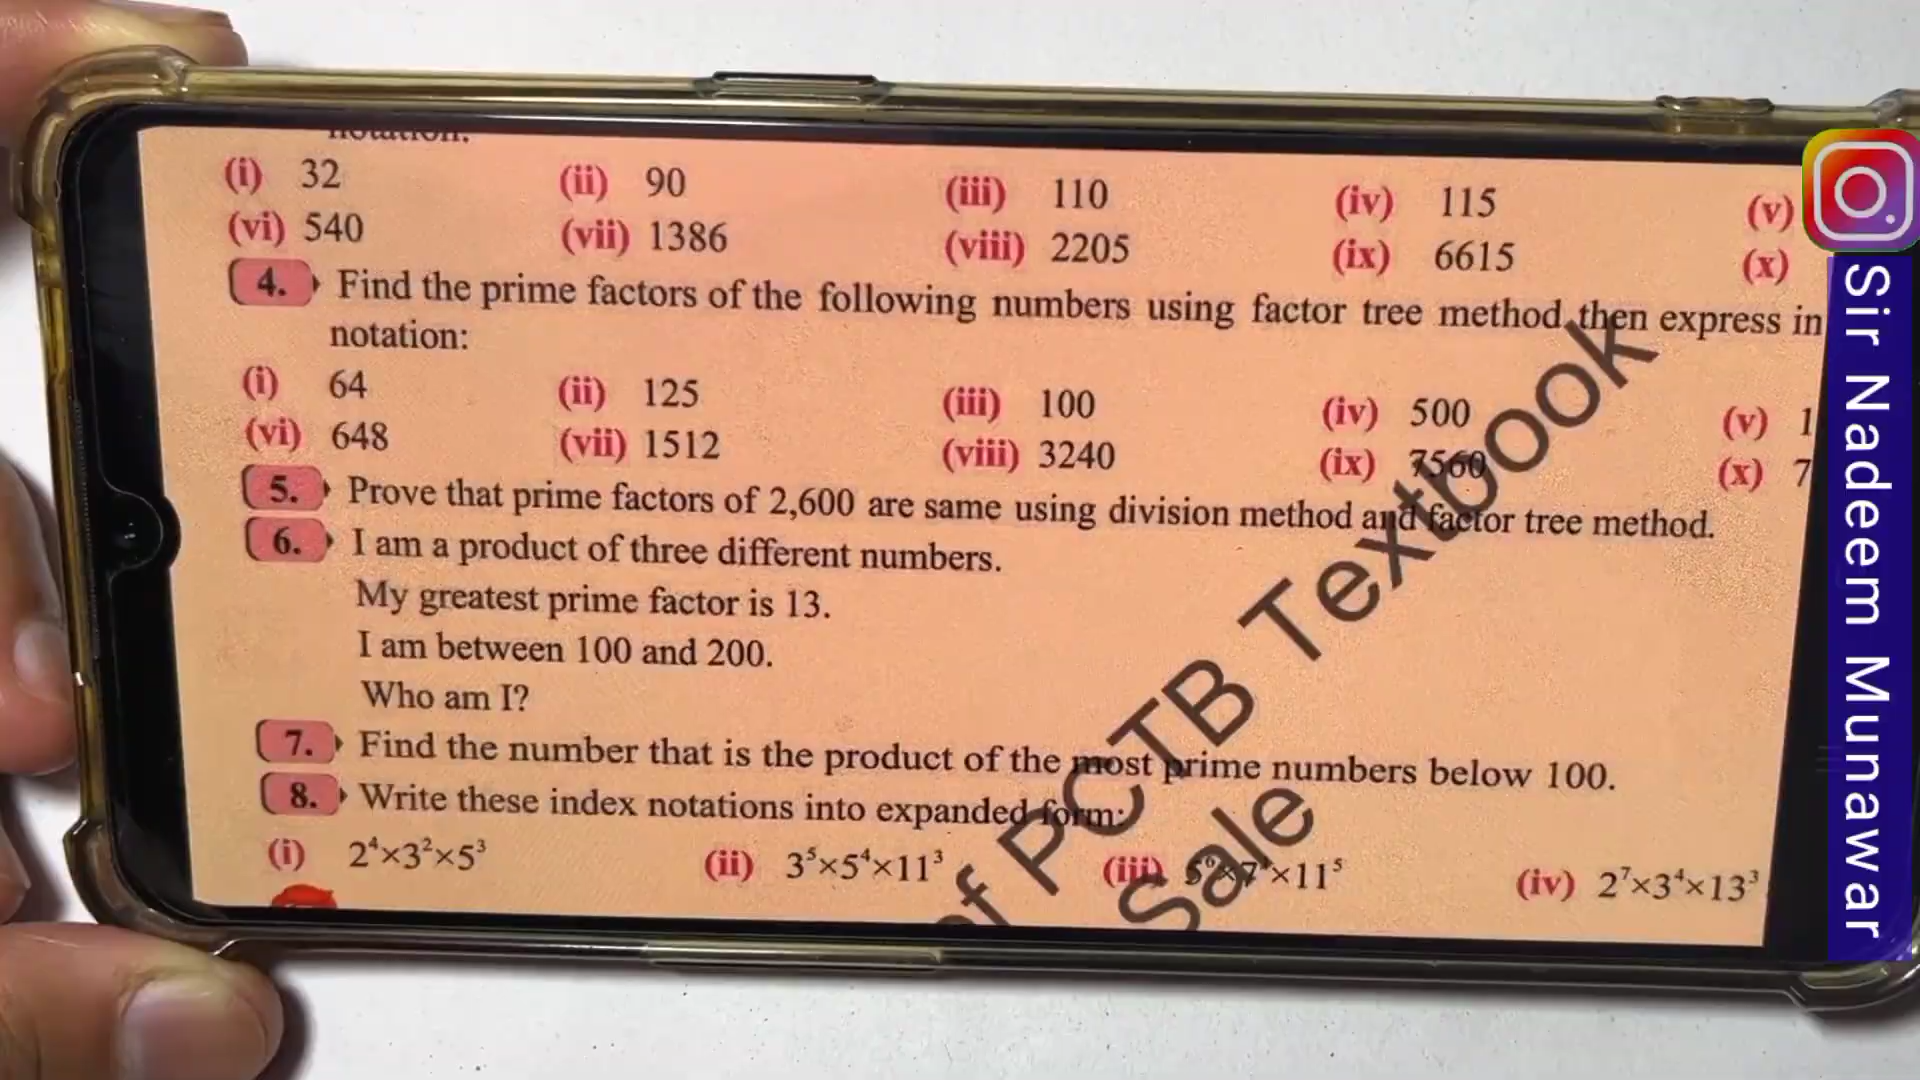 notation.
(i) 32 (ii) 90 (iii) 110 (iv) 115 (v)
(vi) 540 (vii) 1386 (viii) 2205 (ix) 6615 (x)
4. Find the prime factors of the following numbers using factor tree method then express in
notation:
(i) 64 (ii) 125 (iii) 100 (iv) 500 (v) 1
(vi) 648 (vii) 1512 (viii) 3240 (ix) 7560 (x) 7
5. Prove that prime factors of 2,600 are same using division method and factor tree method.
6. I am a product of three different numbers.
My greatest prime factor is 13.
I am between 100 and 200.
Who am I?
7. Find the number that is the product of the most prime numbers below 100.
8. Write these index notations into expanded form:
(i) 2⁴×3²×5³ (ii) 3⁵×5⁴×11³ (iii) 5⁶×7⁴×11⁵ (iv) 2⁷×3⁴×13³
of PCTB Textbook
Sale
Sir Nadeem Munawar